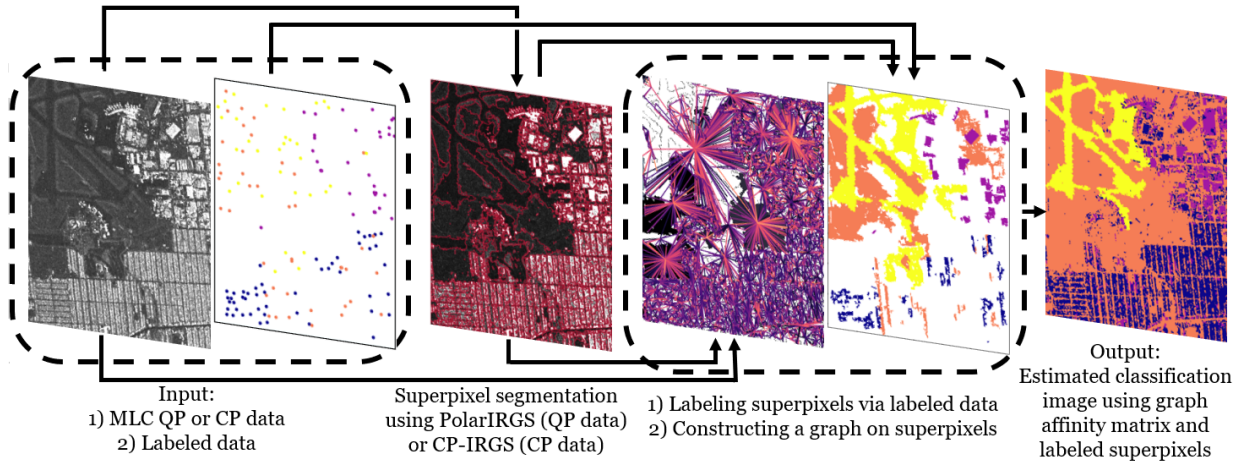 Input:
1) MLC QP or CP data
2) Labeled data
Superpixel segmentation
using PolarIRGS (QP data)
or CP-IRGS (CP data)
1) Labeling superpixels via labeled data
2) Constructing a graph on superpixels
Output:
Estimated classification
image using graph
affinity matrix and
labeled superpixels